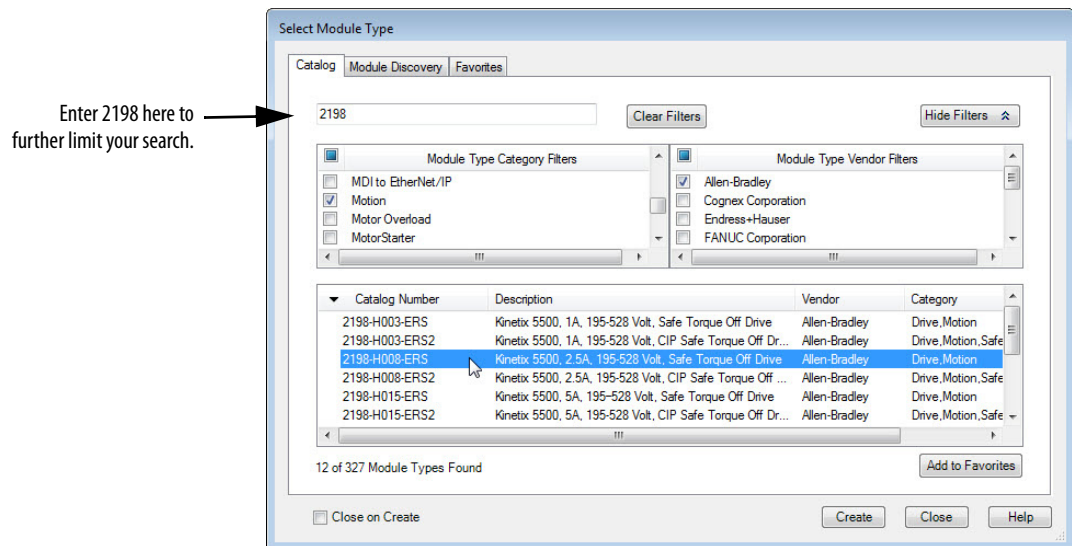 Select Module Type
Catalog Module Discovery Favorites
Enter 2198 here to
further limit your search.
2198
Clear Filters
Hide Filters
Module Type Category Filters
MDI to EtherNet/IP
Motion
Motor Overload
MotorStarter
Module Type Vendor Filters
Allen-Bradley
Cognex Corporation
Endress+Hauser
FANUC Corporation
Catalog Number Description Vendor Category
2198-H003-ERS Kinetix 5500, 1A, 195-528 Volt, Safe Torque Off Drive Allen-Bradley Drive,Motion
2198-H003-ERS2 Kinetix 5500, 1A, 195-528 Volt, CIP Safe Torque Off Dr... Allen-Bradley Drive,Motion,Safe
2198-H008-ERS Kinetix 5500, 2.5A, 195-528 Volt, Safe Torque Off Drive Allen-Bradley Drive,Motion
2198-H008-ERS2 Kinetix 5500, 2.5A, 195-528 Volt, CIP Safe Torque Off ... Allen-Bradley Drive,Motion,Safe
2198-H015-ERS Kinetix 5500, 5A, 195-528 Volt, Safe Torque Off Drive Allen-Bradley Drive,Motion
2198-H015-ERS2 Kinetix 5500, 5A, 195-528 Volt, CIP Safe Torque Off Dr... Allen-Bradley Drive,Motion,Safe
12 of 327 Module Types Found
Add to Favorites
Close on Create
Create Close Help